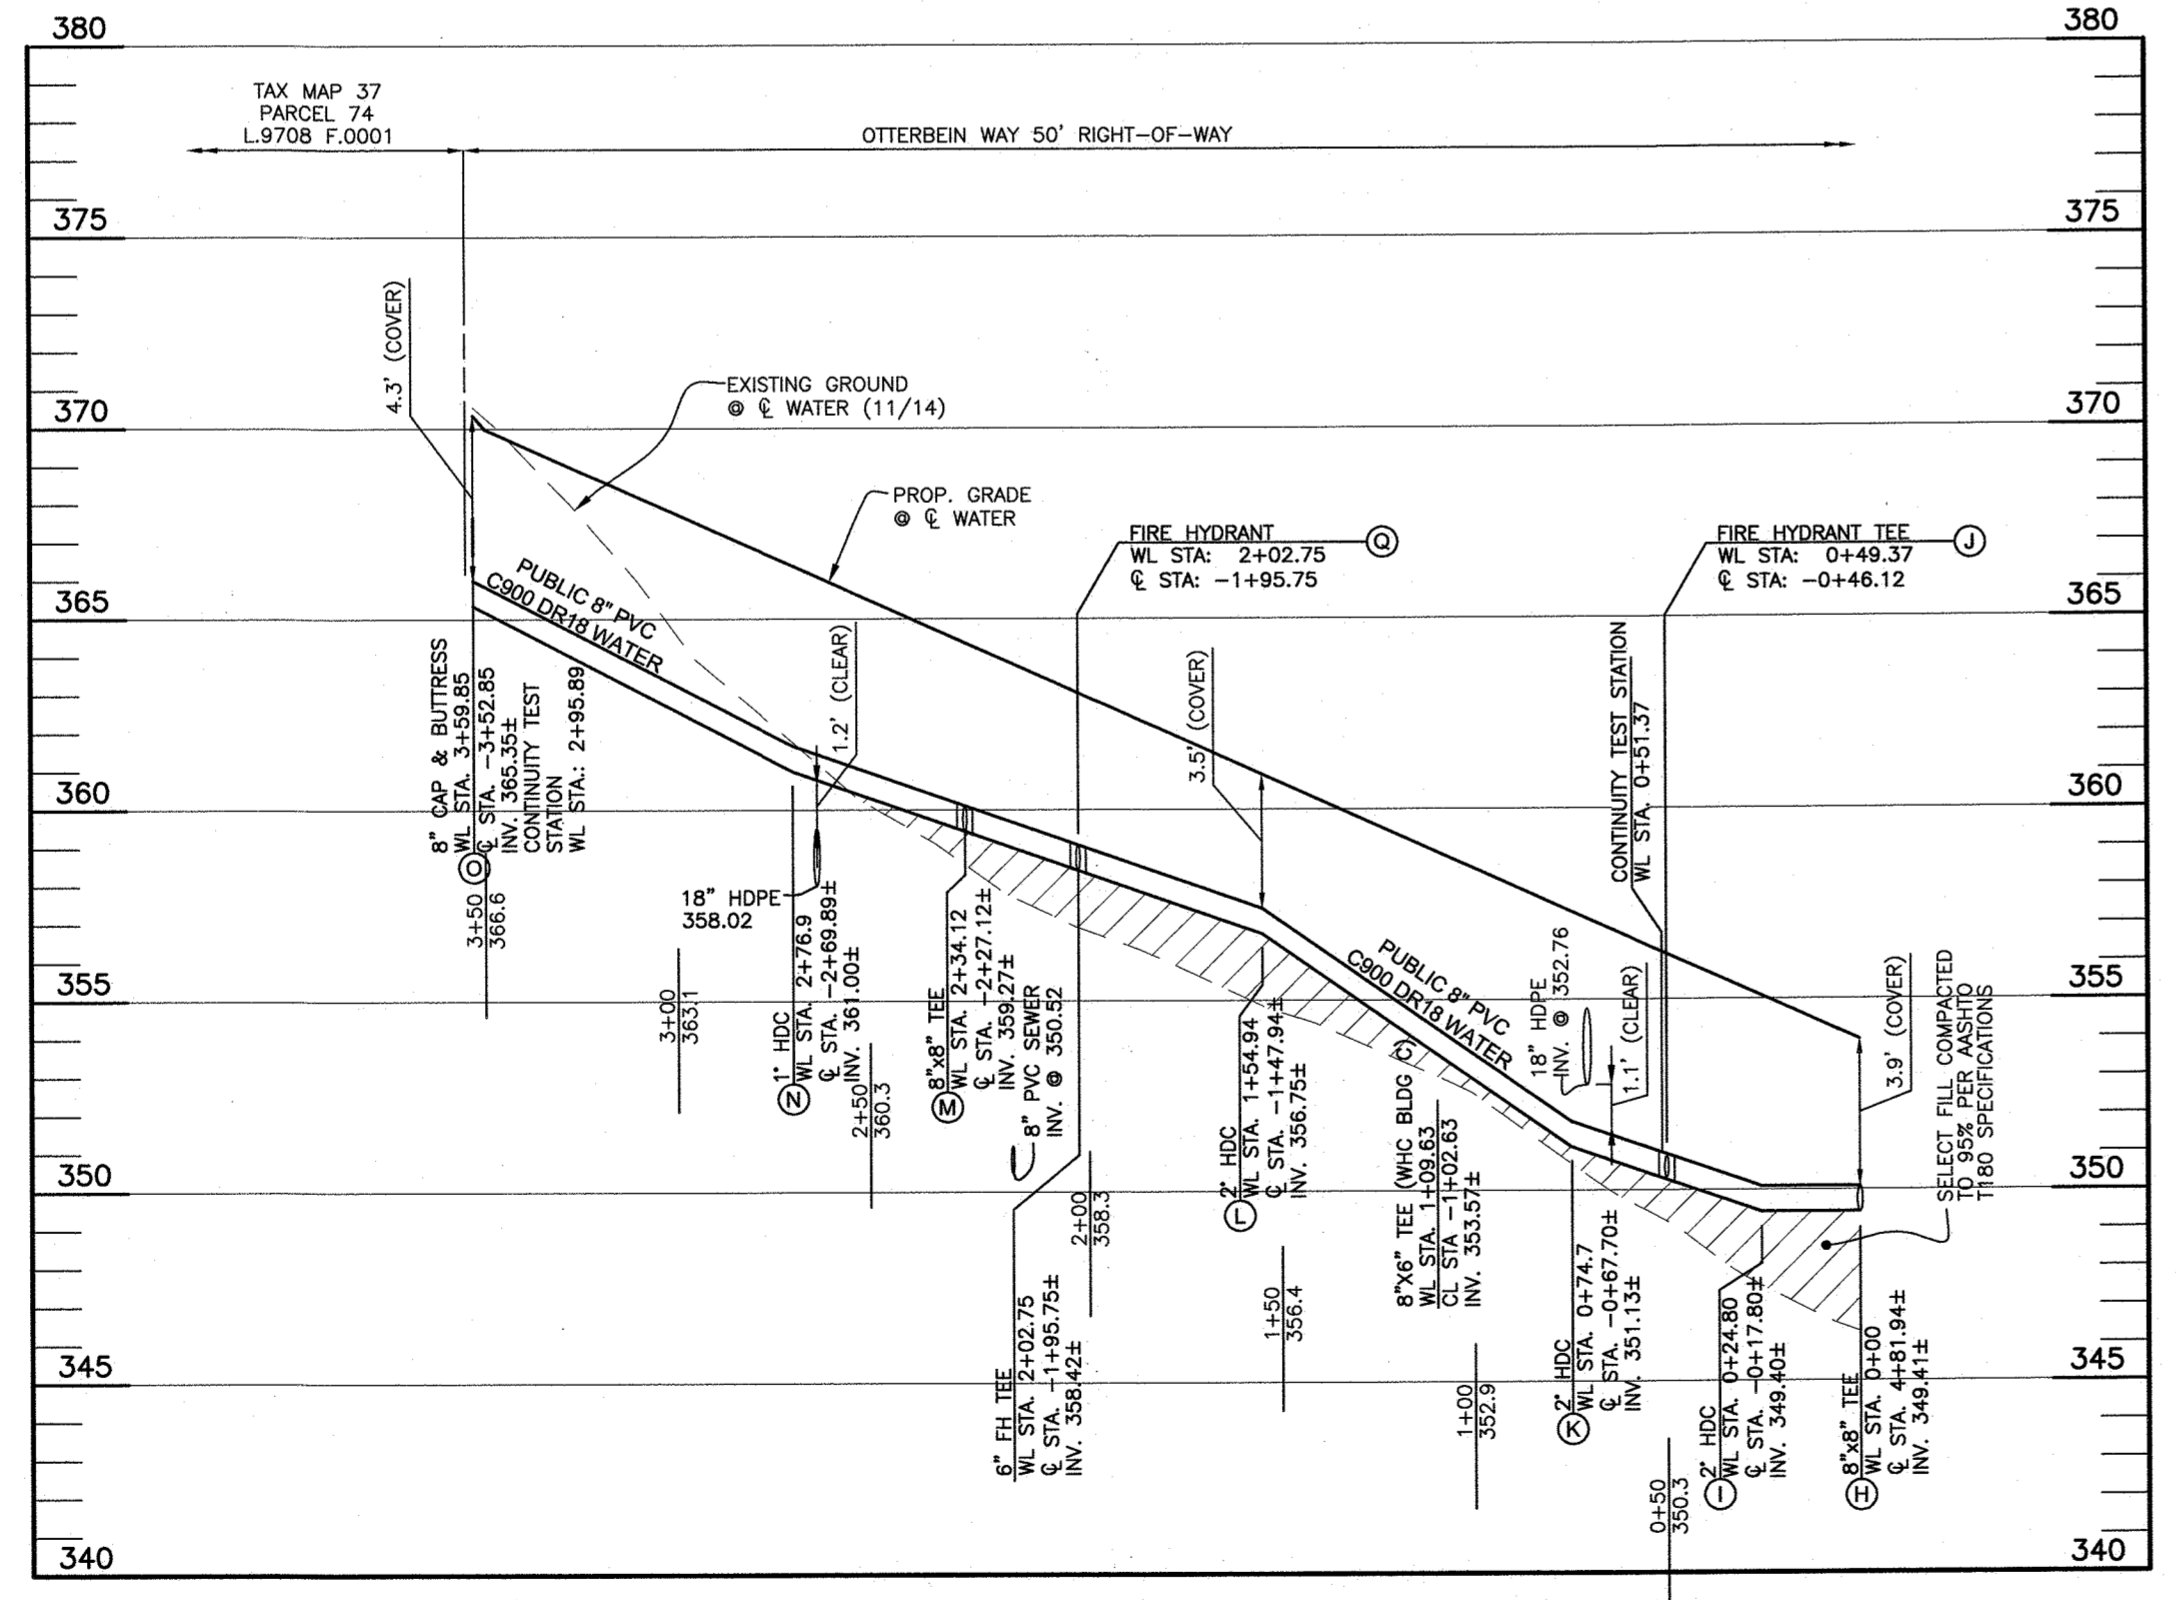 380
380
TAX MAP 37
PARCEL 74
L.9708 F.0001
OTTERBEIN WAY 50' RIGHT-OF-WAY
375
375
4.3' (COVER)
EXISTING GROUND
@ ℄ WATER (11/14)
370
370
PROP. GRADE
@ ℄ WATER
FIRE HYDRANT
WL STA: 2+02.75
℄ STA: -1+95.75
Q
FIRE HYDRANT TEE
WL STA: 0+49.37
℄ STA: -0+46.12
J
365
365
PUBLIC 8" PVC
C900 DR18 WATER
8" CAP & BUTTRESS
WL STA. 3+59.85
℄ STA. -3+52.85
INV. 365.35±
CONTINUITY TEST
STATION
WL STA.: 2+95.89
O
1.2' (CLEAR)
3.5' (COVER)
CONTINUITY TEST STATION
WL STA. 0+51.37
360
360
18" HDPE
358.02
3+50
366.6
3+00
363.1
1° HDC
WL STA. 2+76.9
℄ STA. -2+69.89±
INV. 361.00±
N
2+50
360.3
8"x8" TEE
WL STA. 2+34.12
℄ STA. -2+27.12±
INV. 359.27±
M
8" PVC SEWER
INV. @ 350.52
PUBLIC 8" PVC
C900 DR18 WATER
18" HDPE
INV. @ 352.76
1.1' (CLEAR)
3.9' (COVER)
SELECT FILL COMPACTED
TO 95% PER AASHTO
T180 SPECIFICATIONS
355
355
2° HDC
WL STA. 1+54.94
℄ STA. -1+47.94±
INV. 356.75±
L
8"X6" TEE (WHC BLDG
WL STA. 1+09.63
CL STA -1+02.63
INV. 353.57±
350
350
2+00
358.3
1+50
356.4
6" FH TEE
WL STA. 2+02.75
℄ STA. -1+95.75±
INV. 358.42±
1+00
352.9
2° HDC
WL STA. 0+74.7
℄ STA. -0+67.70±
INV. 351.13±
K
0+50
350.3
2° HDC
WL STA. 0+24.80
℄ STA. -0+17.80±
INV. 349.40±
I
8"x8" TEE
WL STA. 0+00
℄ STA. 4+81.94±
INV. 349.41±
H
345
345
340
340